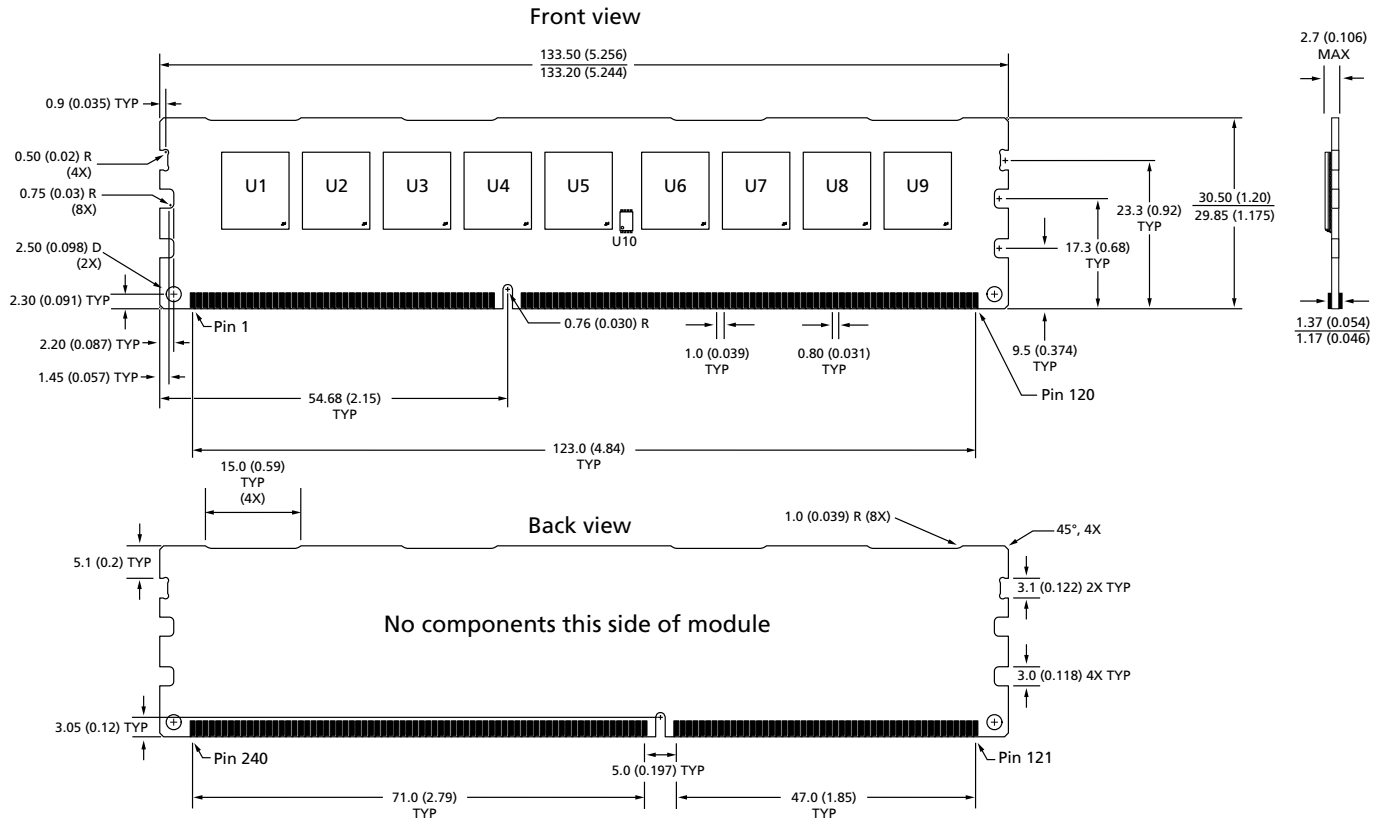 Front view
133.50 (5.256)
133.20 (5.244)
2.7 (0.106)
MAX
0.9 (0.035) TYP
0.50 (0.02) R
(4X)
0.75 (0.03) R
(8X)
2.50 (0.098) D
(2X)
2.30 (0.091) TYP
2.20 (0.087) TYP
1.45 (0.057) TYP
U1
U2
U3
U4
U5
U6
U7
U8
U9
U10
23.3 (0.92)
TYP
30.50 (1.20)
29.85 (1.175)
17.3 (0.68)
TYP
Pin 1
0.76 (0.030) R
1.0 (0.039)
TYP
0.80 (0.031)
TYP
9.5 (0.374)
TYP
1.37 (0.054)
1.17 (0.046)
Pin 120
54.68 (2.15)
TYP
123.0 (4.84)
TYP
15.0 (0.59)
TYP
(4X)
Back view
1.0 (0.039) R (8X)
45°, 4X
5.1 (0.2) TYP
3.1 (0.122) 2X TYP
No components this side of module
3.0 (0.118) 4X TYP
3.05 (0.12) TYP
Pin 240
5.0 (0.197) TYP
Pin 121
71.0 (2.79)
TYP
47.0 (1.85)
TYP